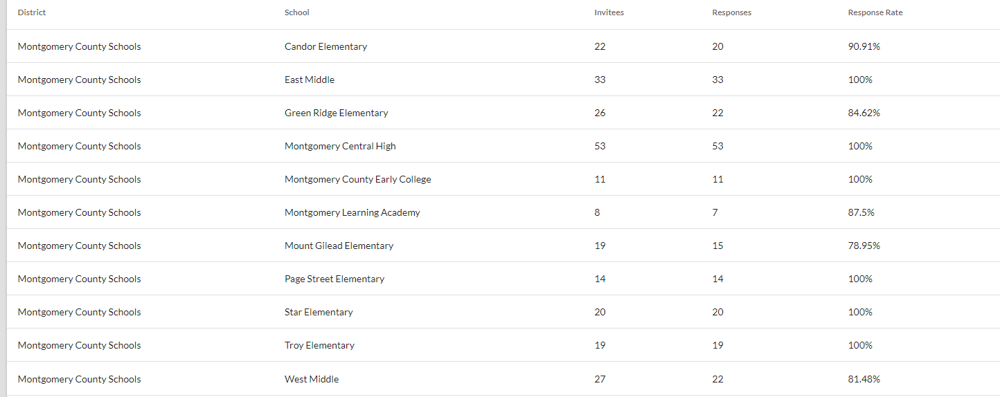 District School Invitees Responses Response Rate
Montgomery County Schools Candor Elementary 22 20 90.91%
Montgomery County Schools East Middle 33 33 100%
Montgomery County Schools Green Ridge Elementary 26 22 84.62%
Montgomery County Schools Montgomery Central High 53 53 100%
Montgomery County Schools Montgomery County Early College 11 11 100%
Montgomery County Schools Montgomery Learning Academy 8 7 87.5%
Montgomery County Schools Mount Gilead Elementary 19 15 78.95%
Montgomery County Schools Page Street Elementary 14 14 100%
Montgomery County Schools Star Elementary 20 20 100%
Montgomery County Schools Troy Elementary 19 19 100%
Montgomery County Schools West Middle 27 22 81.48%